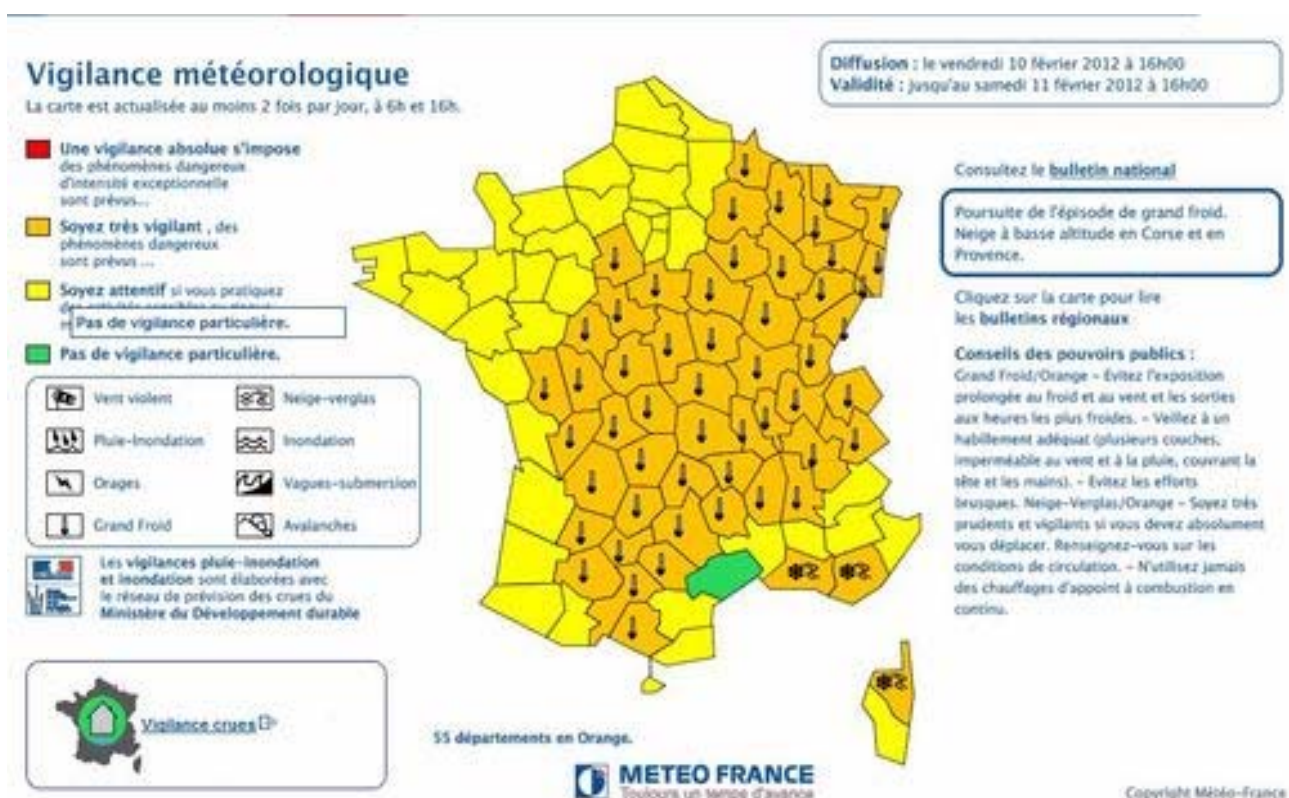 Vigilance météorologique
La carte est actualisée au moins 2 fois par jour, à 6h et 16h.
Diffusion : le vendredi 10 février 2012 à 16h00
Validité : jusqu'au samedi 11 février 2012 à 16h00
Une vigilance absolue s'impose
des phénomènes dangereux
d'intensité exceptionnelle
sont prévus...
Soyez très vigilant , des
phénomènes dangereux
sont prévus ...
Soyez attentif si vous pratiquez
Pas de vigilance particulière.
Pas de vigilance particulière.
Vent violent
Neige-verglas
Pluie-Inondation
Inondation
Orages
Vagues-submersion
Grand Froid
Avalanches
Les vigilances pluie-inondation
et inondation sont élaborées avec
le réseau de prévision des crues du
Ministère du Développement durable
Vigilance crues
55 départements en Orange.
METEO FRANCE
Toujours un temps d'avance
Consultez le bulletin national
Poursuite de l'épisode de grand froid.
Neige à basse altitude en Corse et en
Provence.
Cliquez sur la carte pour lire
les bulletins régionaux
Conseils des pouvoirs publics :
Grand Froid/Orange – Evitez l'exposition
prolongée au froid et au vent et les sorties
aux heures les plus froides. – Veillez à un
habillement adéquat (plusieurs couches,
imperméable au vent et à la pluie, couvrant la
tête et les mains). – Evitez les efforts
brusques. Neige-Verglas/Orange – Soyez très
prudents et vigilants si vous devez absolument
vous déplacer. Renseignez-vous sur les
conditions de circulation. – N'utilisez jamais
des chauffages d'appoint à combustion en
continu.
Copyright Météo-France